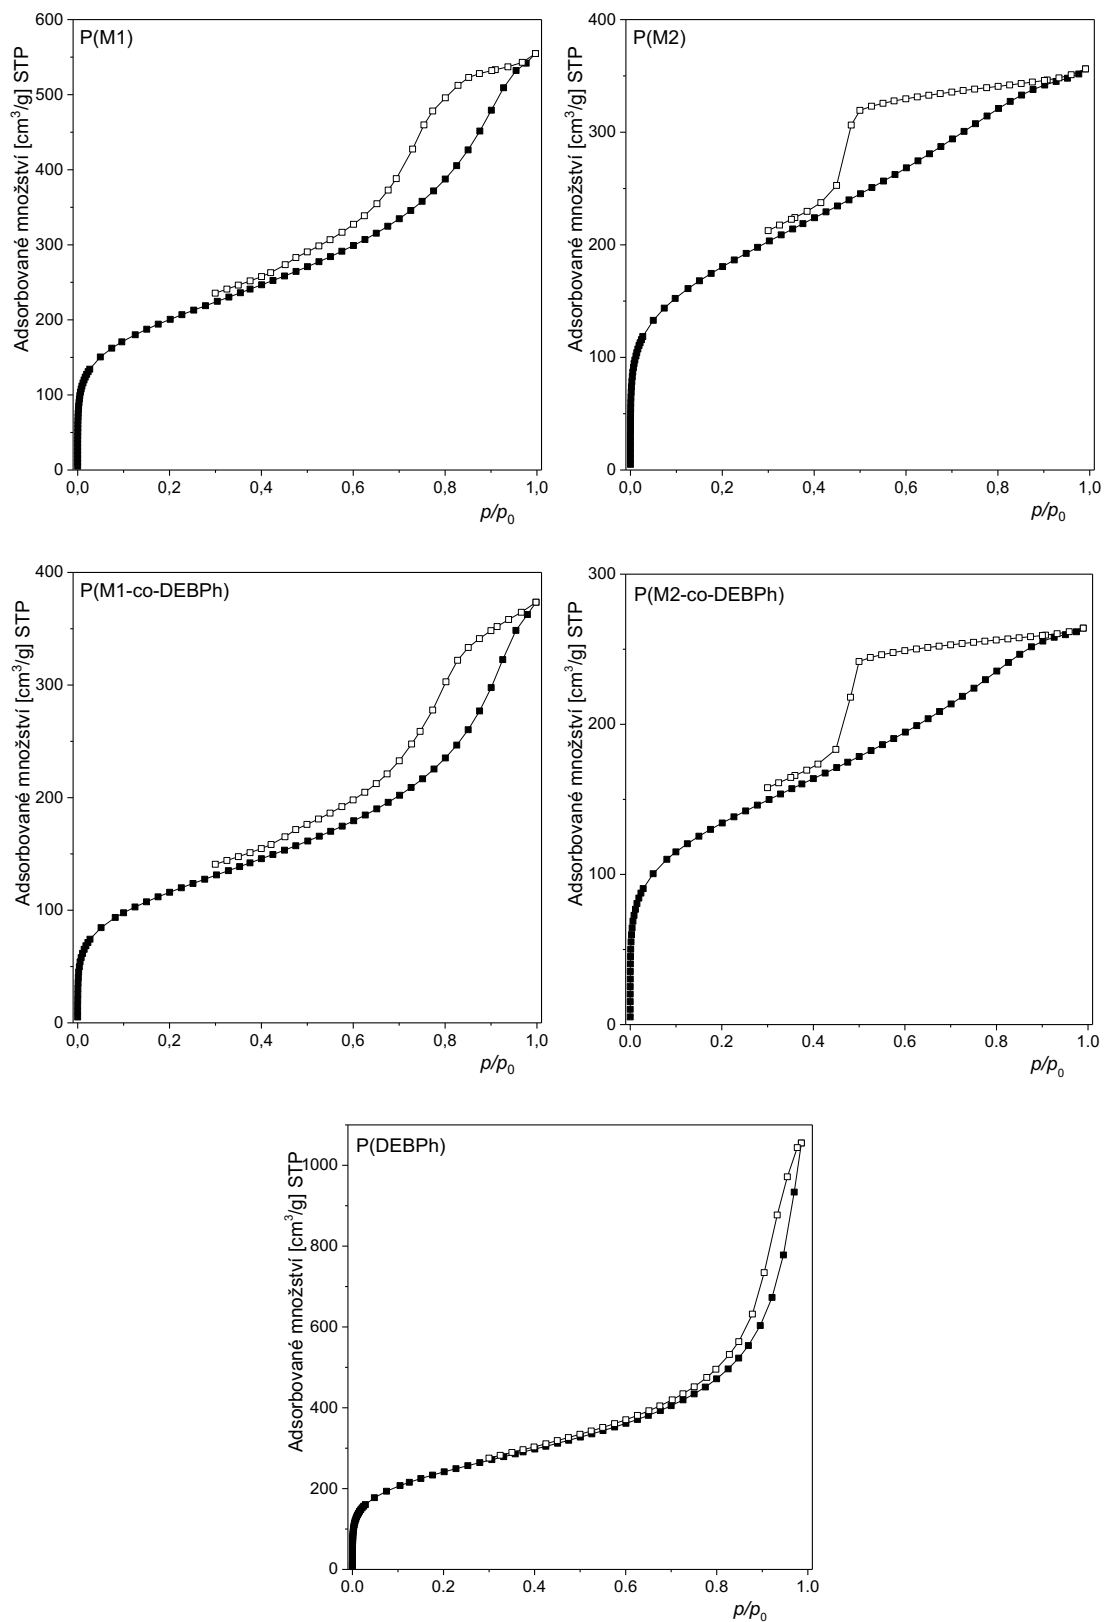 P(M1)
Adsorbované množství [cm³/g] STP
600
500
400
300
200
100
0
0,0 0,2 0,4 0,6 0,8 1,0
p/p₀
P(M2)
Adsorbované množství [cm³/g] STP
400
300
200
100
0
0,0 0,2 0,4 0,6 0,8 1,0
p/p₀
P(M1-co-DEBPh)
Adsorbované množství [cm³/g] STP
400
300
200
100
0
0,0 0,2 0,4 0,6 0,8 1,0
p/p₀
P(M2-co-DEBPh)
Adsorbované množství [cm³/g] STP
300
200
100
0
0.0 0.2 0.4 0.6 0.8 1.0
p/p₀
P(DEBPh)
Adsorbované množství [cm³/g] STP
1000
800
600
400
200
0
0.0 0.2 0.4 0.6 0.8 1.0
p/p₀